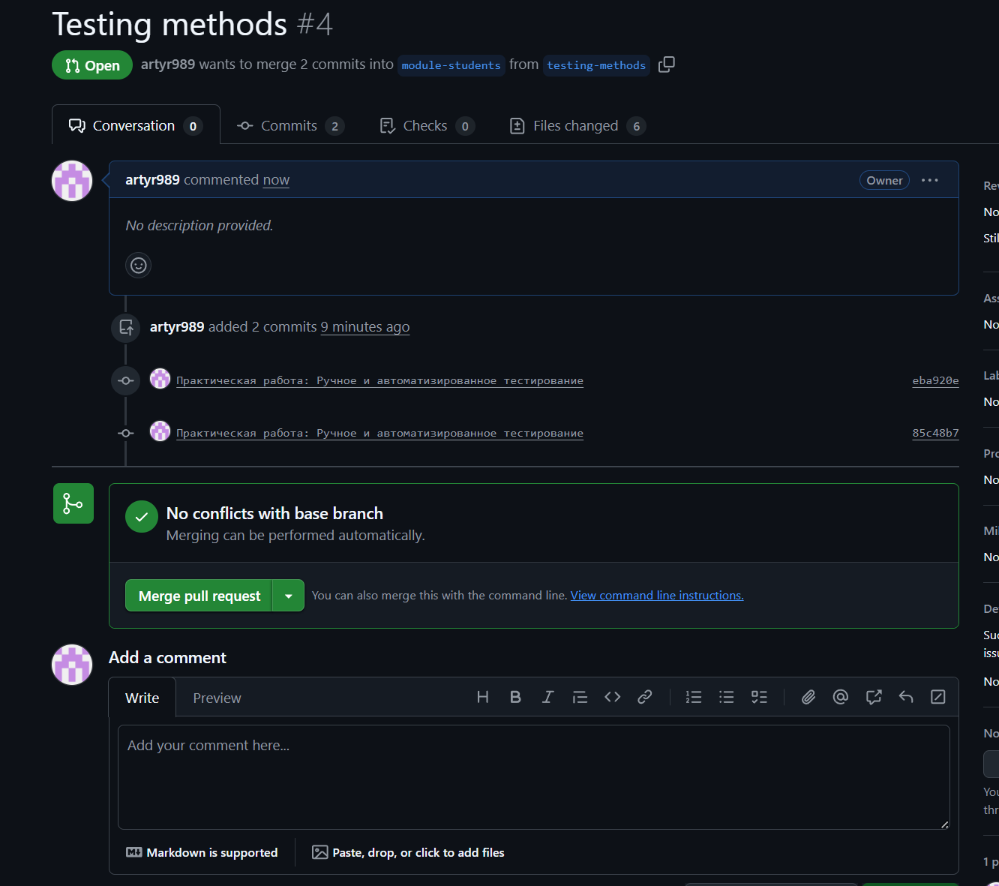 Testing methods #4
Open artyr989 wants to merge 2 commits into module-students from testing-methods
Conversation 0 Commits 2 Checks 0 Files changed 6
artyr989 commented now Owner
No description provided.
artyr989 added 2 commits 9 minutes ago
Практическая работа: Ручное и автоматизированное тестирование eba920e
Практическая работа: Ручное и автоматизированное тестирование 85c48b7
No conflicts with base branch
Merging can be performed automatically.
Merge pull request You can also merge this with the command line. View command line instructions.
Add a comment
Write Preview
Add your comment here...
Markdown is supported Paste, drop, or click to add files
Rev
No
Stil
Ass
No
Lab
No
Pro
No
Mil
No
De
Suc
issu
No
No
You
thr
1 p